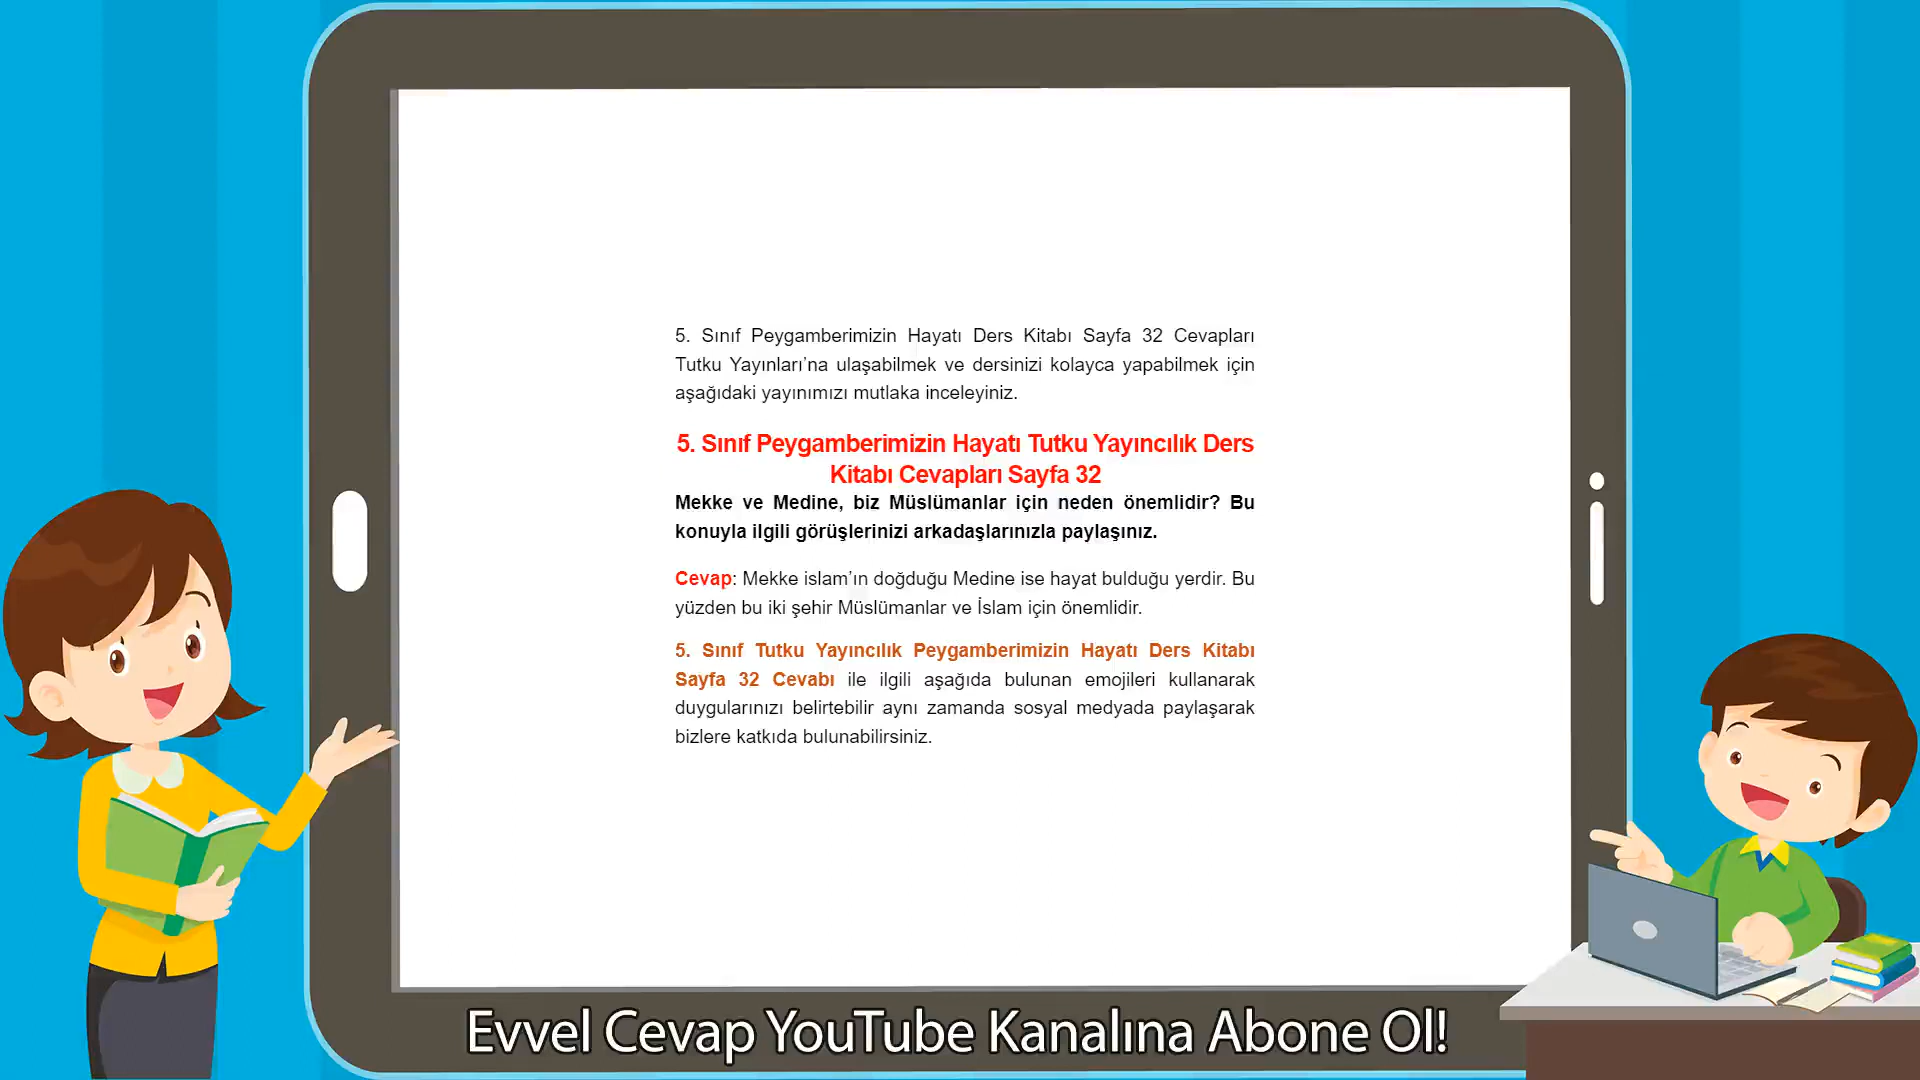 5. Sınıf Peygamberimizin Hayatı Ders Kitabı Sayfa 32 Cevapları
Tutku Yayınları’na ulaşabilmek ve dersinizi kolayca yapabilmek için
aşağıdaki yayınımızı mutlaka inceleyiniz.
5. Sınıf Peygamberimizin Hayatı Tutku Yayıncılık Ders
Kitabı Cevapları Sayfa 32
Mekke ve Medine, biz Müslümanlar için neden önemlidir? Bu
konuyla ilgili görüşlerinizi arkadaşlarınızla paylaşınız.
Cevap: Mekke islam’ın doğduğu Medine ise hayat bulduğu yerdir. Bu
yüzden bu iki şehir Müslümanlar ve İslam için önemlidir.
5. Sınıf Tutku Yayıncılık Peygamberimizin Hayatı Ders Kitabı
Sayfa 32 Cevabı ile ilgili aşağıda bulunan emojileri kullanarak
duygularınızı belirtebilir aynı zamanda sosyal medyada paylaşarak
bizlere katkıda bulunabilirsiniz.
Evvel Cevap YouTube Kanalına Abone Ol!